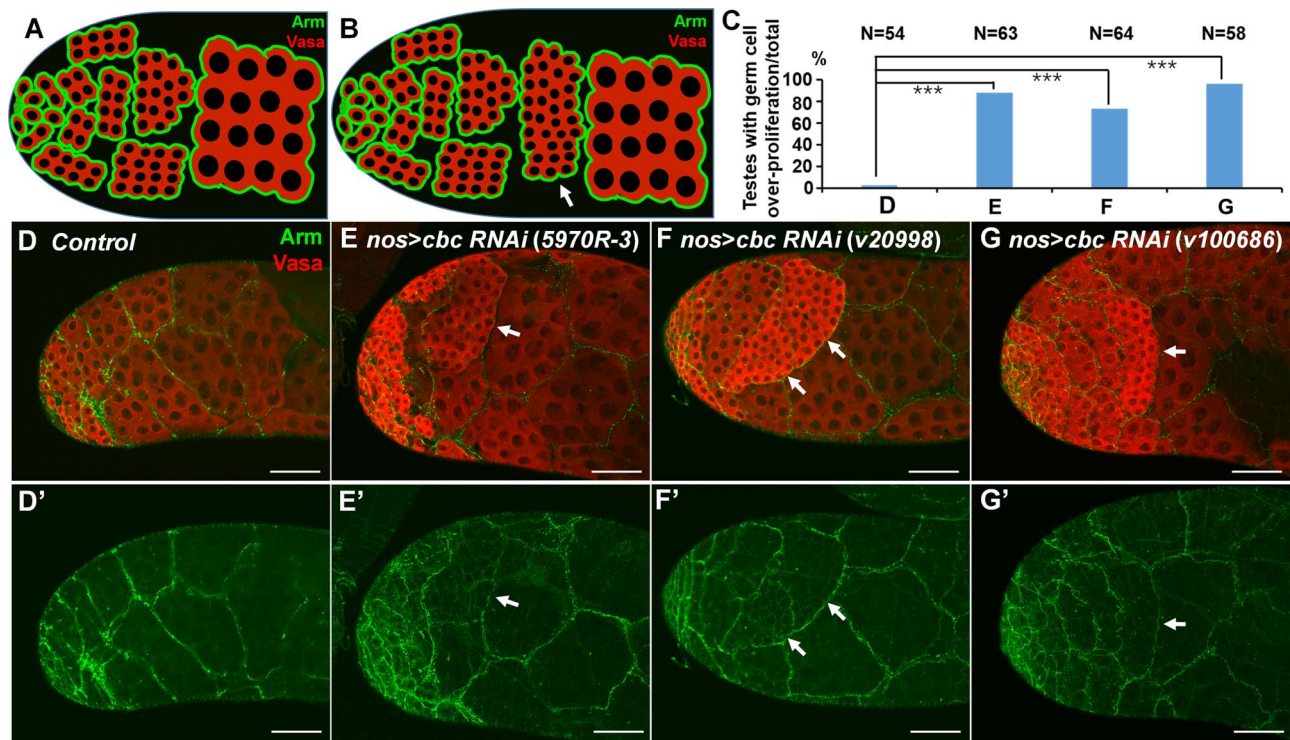 A
Arm
Vasa
B
Arm
Vasa
C
N=54 N=63 N=64 N=58
%
Testes with germ cell
over-proliferation/total
100
80
60
40
20
0
***
***
***
D E F G
D Control
Arm
Vasa
E nos>cbc RNAi (5970R-3)
F nos>cbc RNAi (v20998)
G nos>cbc RNAi (v100686)
D’
E’
F’
G’